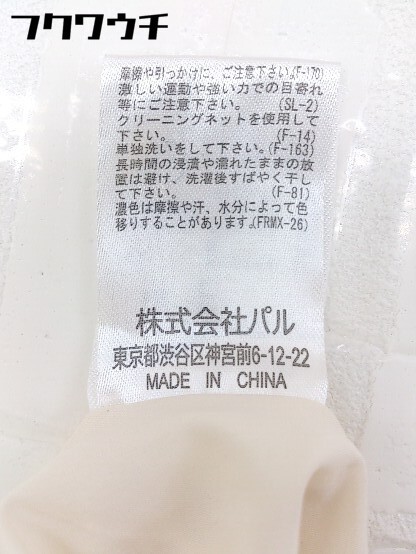 フクワウチ
摩擦や引っかけに、ご注意下さい。(F-170)
激しい運動や強い力での目寄れ
等にご注意下さい。 (SL-2)
クリーニングネットを使用して
下さい。 (F-14)
単独洗いをして下さい。(F-163)
長時間の浸漬や濡れたままの放
置は避け、洗濯後すばやく干し
て下さい。 (F-81)
濃色は摩擦や汗、水分によって色
移りすることがあります。(FRMX-26)
株式会社パル
東京都渋谷区神宮前6-12-22
MADE IN CHINA